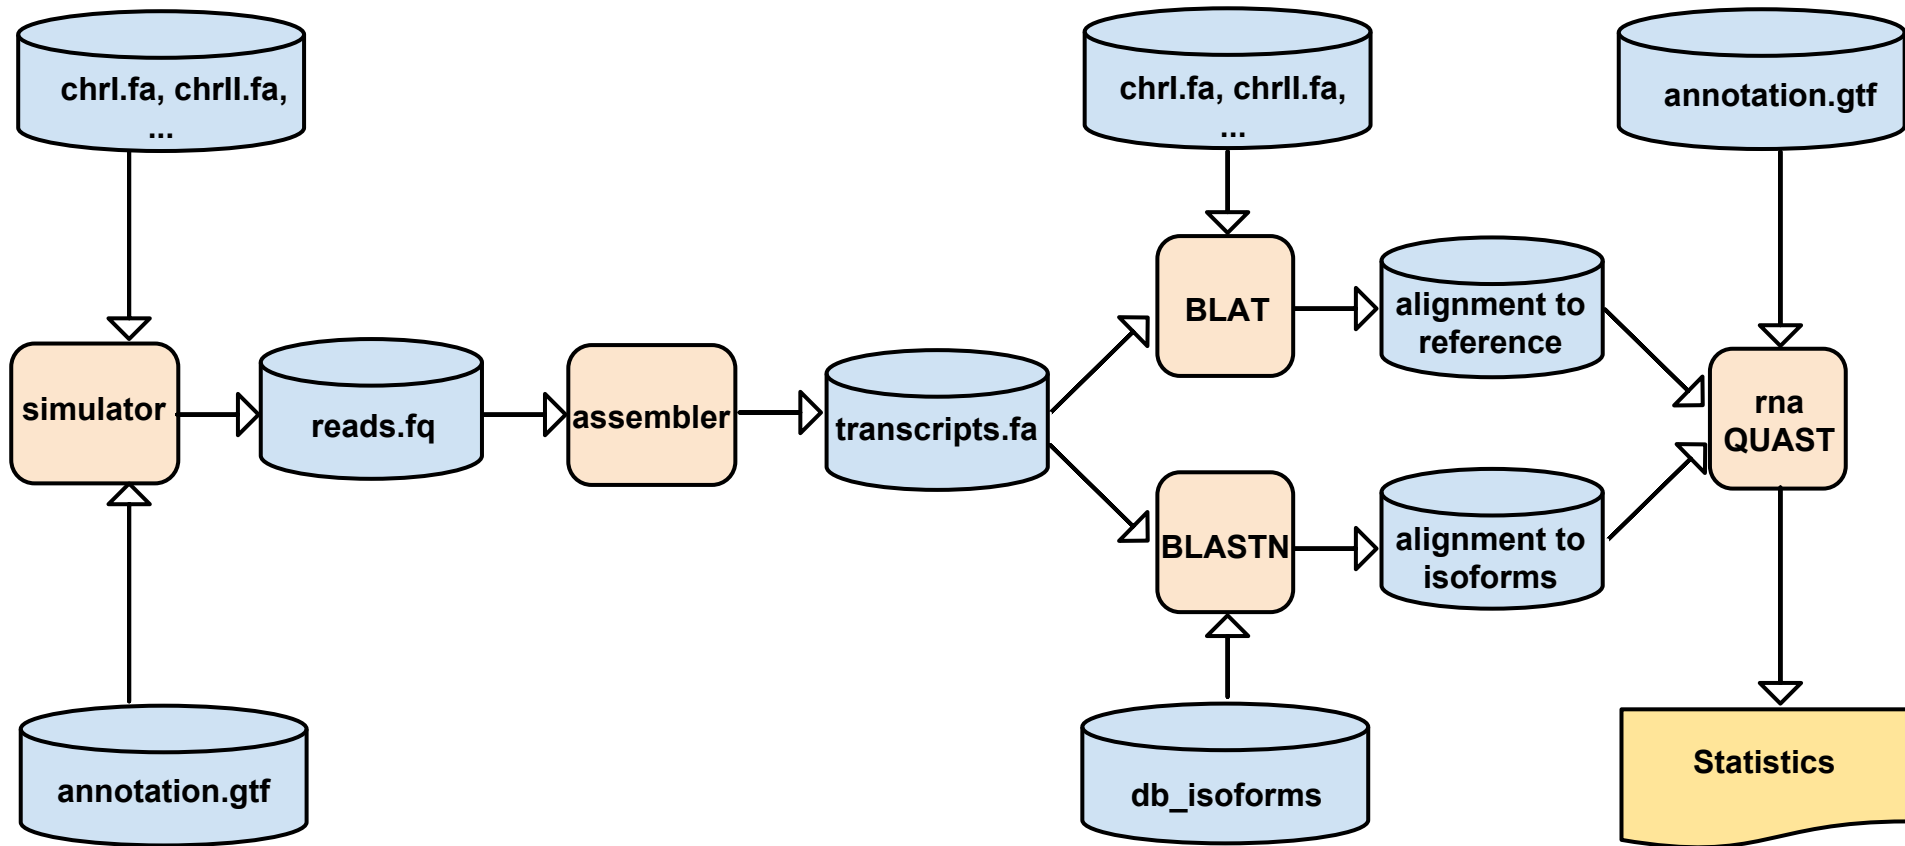 chrI.fa, chrII.fa,
...
chrI.fa, chrII.fa,
...
annotation.gtf
simulator
reads.fq
assembler
transcripts.fa
BLAT
alignment to
reference
rna
QUAST
BLASTN
alignment to
isoforms
annotation.gtf
db_isoforms
Statistics